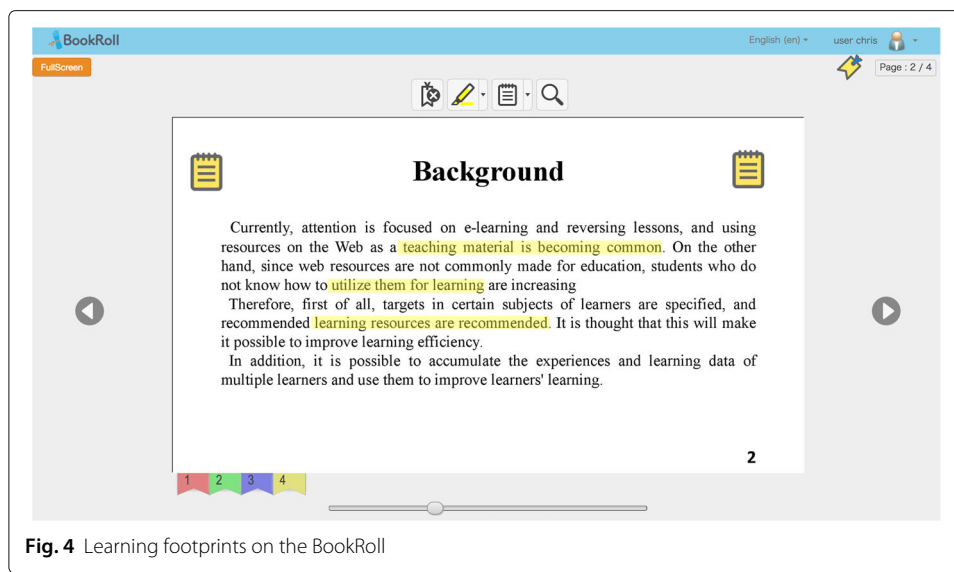 BookRoll
English (en)
user chris
FullScreen
Page : 2 / 4
Background
Currently, attention is focused on e-learning and reversing lessons, and using
resources on the Web as a teaching material is becoming common. On the other
hand, since web resources are not commonly made for education, students who do
not know how to utilize them for learning are increasing
Therefore, first of all, targets in certain subjects of learners are specified, and
recommended learning resources are recommended. It is thought that this will make
it possible to improve learning efficiency.
In addition, it is possible to accumulate the experiences and learning data of
multiple learners and use them to improve learners' learning.
2
1 2 3 4
Fig. 4 Learning footprints on the BookRoll